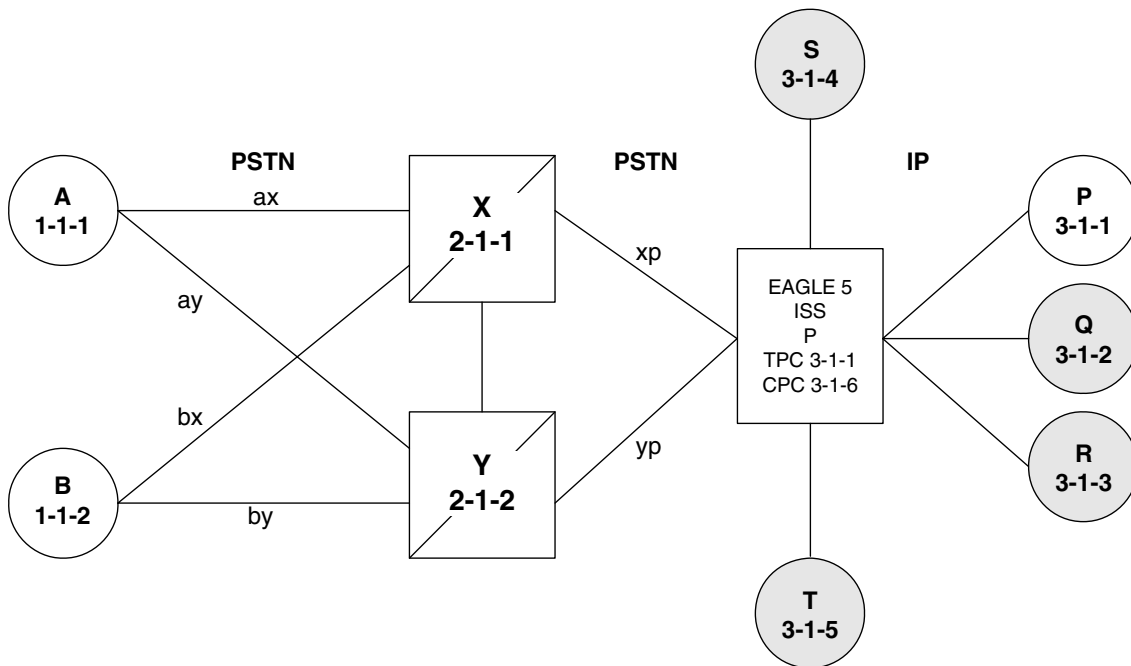 S
3-1-4
PSTN
PSTN
IP
A
1-1-1
ax
X
2-1-1
P
3-1-1
xp
ay
EAGLE 5
ISS
P
TPC 3-1-1
CPC 3-1-6
Q
3-1-2
bx
yp
B
1-1-2
by
Y
2-1-2
R
3-1-3
T
3-1-5